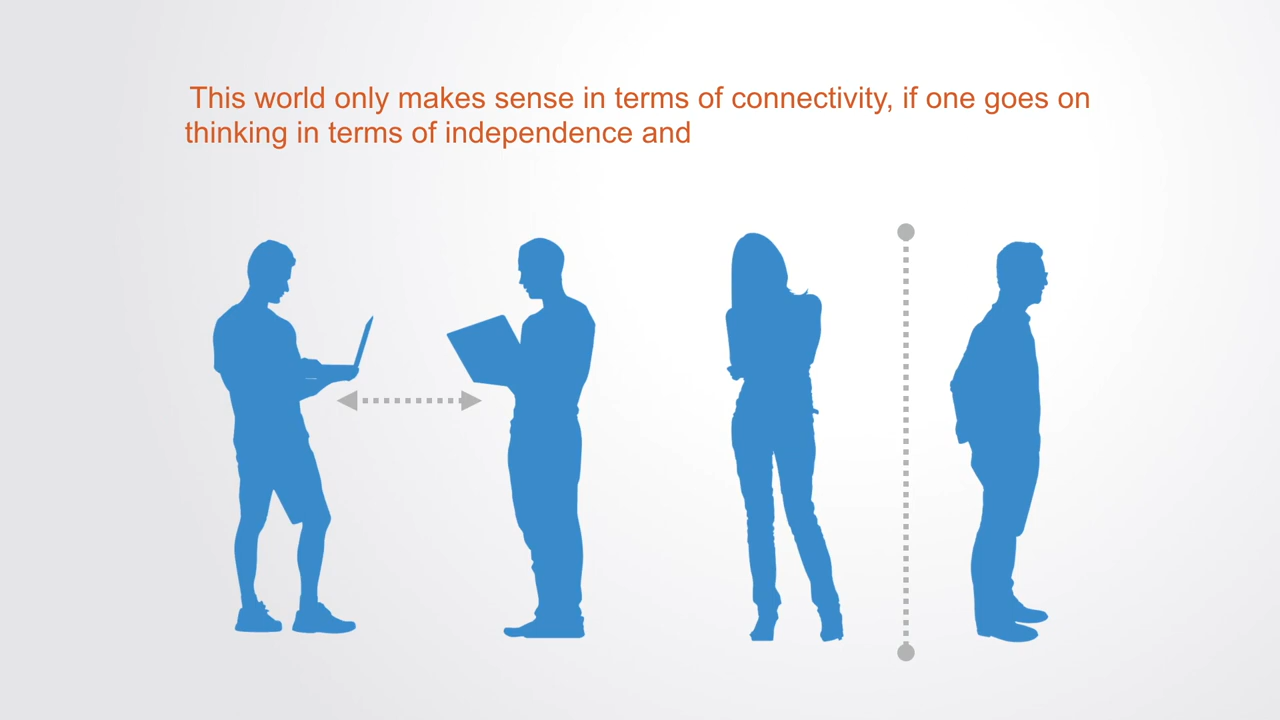 This world only makes sense in terms of connectivity, if one goes on
thinking in terms of independence and